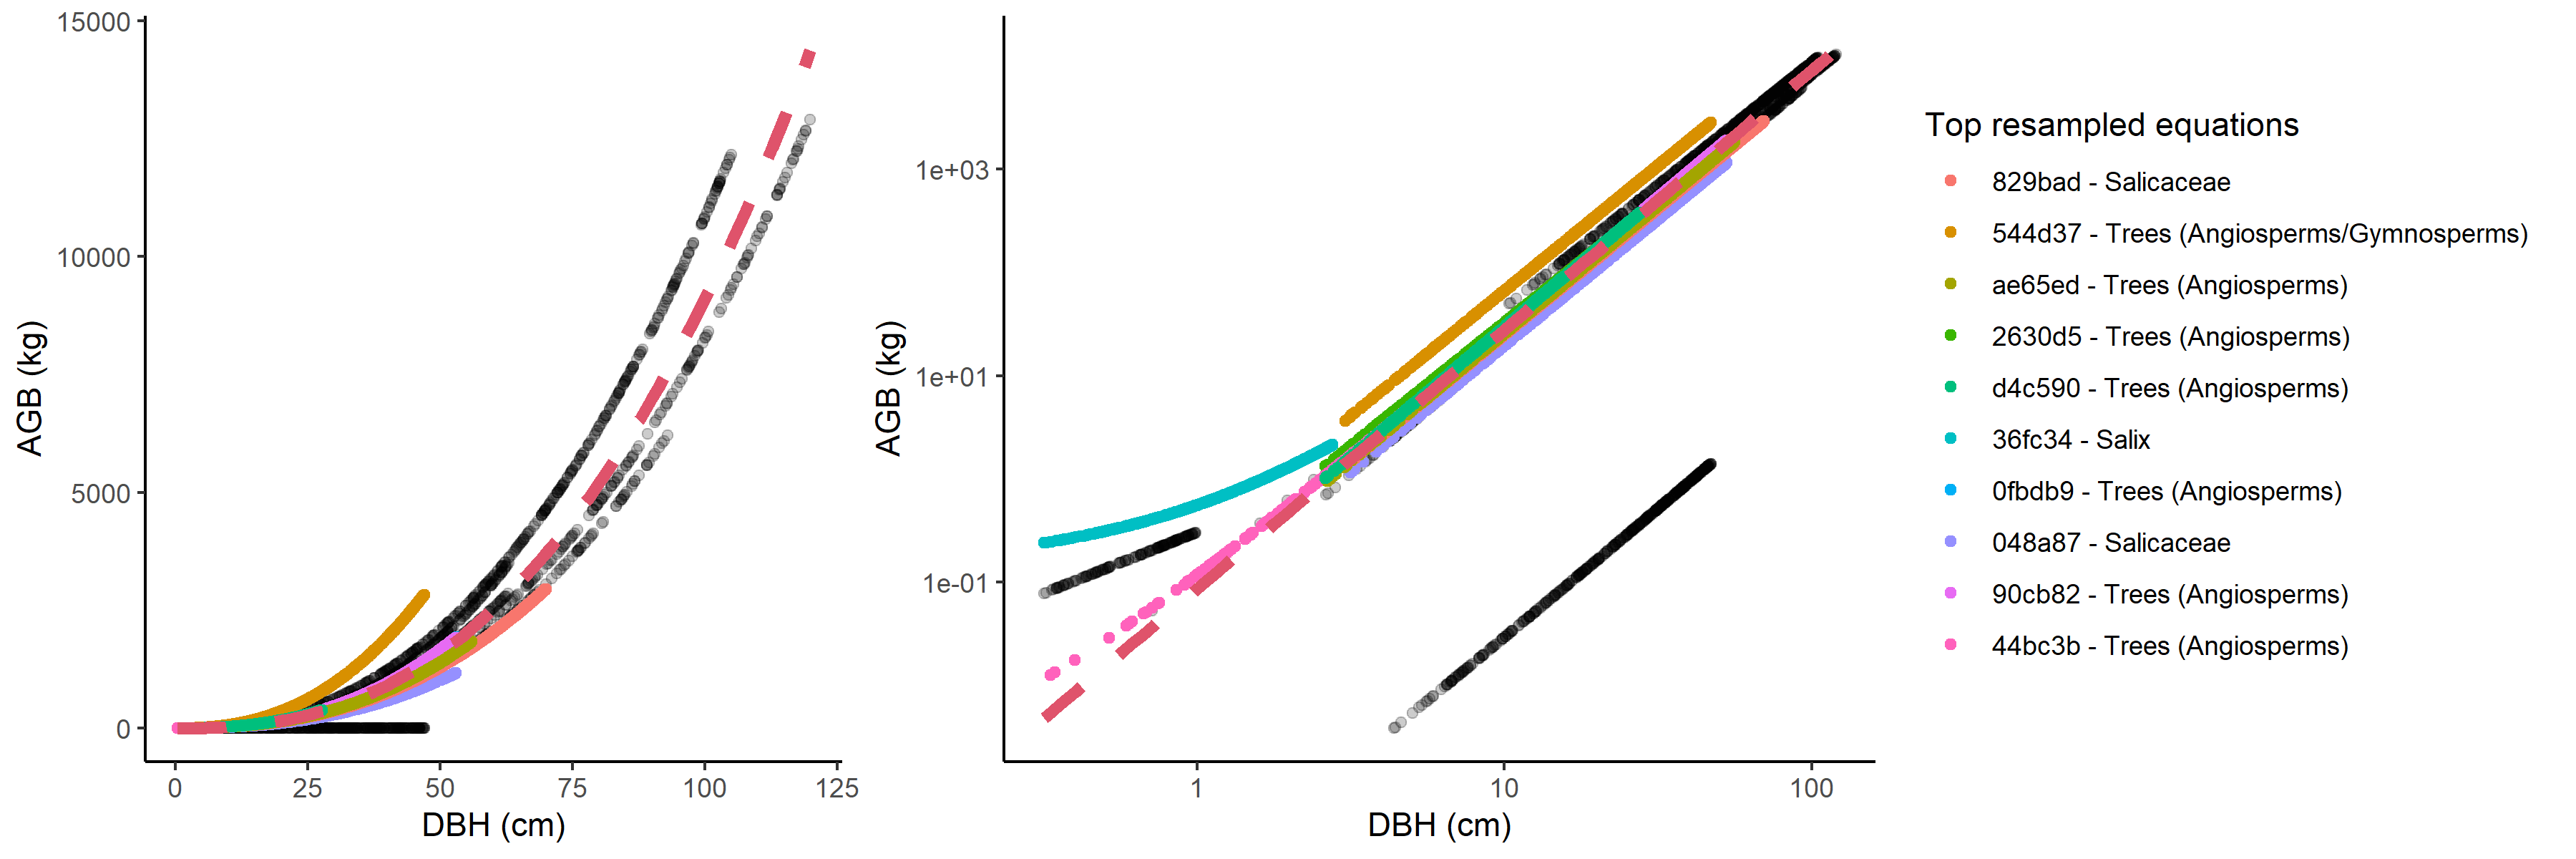 15000
10000
5000
0
AGB (kg)
0 25 50 75 100 125
DBH (cm)
1e+03
1e+01
1e-01
AGB (kg)
1 10 100
DBH (cm)
Top resampled equations
829bad - Salicaceae
544d37 - Trees (Angiosperms/Gymnosperms)
ae65ed - Trees (Angiosperms)
2630d5 - Trees (Angiosperms)
d4c590 - Trees (Angiosperms)
36fc34 - Salix
0fbdb9 - Trees (Angiosperms)
048a87 - Salicaceae
90cb82 - Trees (Angiosperms)
44bc3b - Trees (Angiosperms)